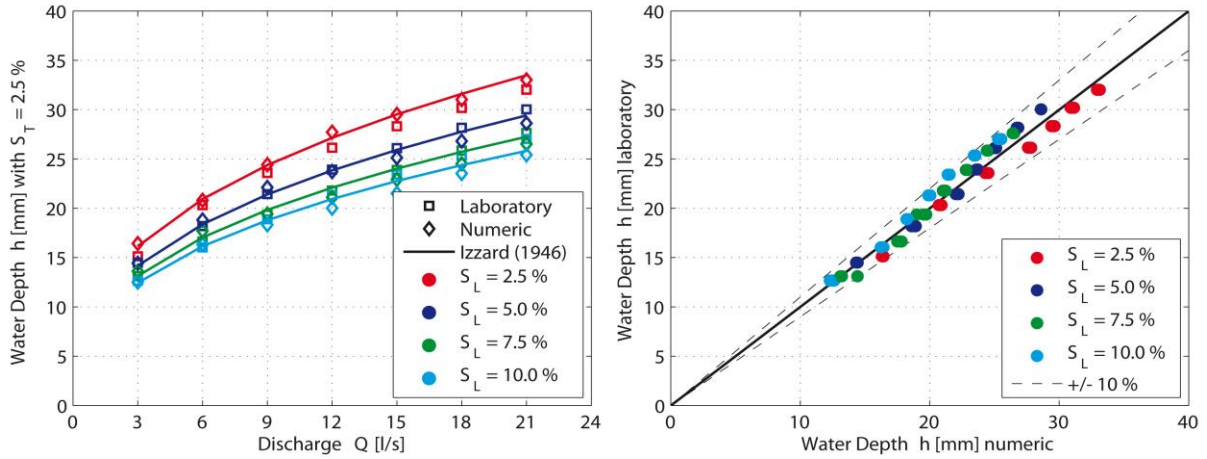 Water Depth h [mm] with S_T = 2.5 %
40
35
30
25
20
15
10
5
0
0 3 6 9 12 15 18 21 24
Discharge Q [l/s]
Laboratory
Numeric
Izzard (1946)
S_L = 2.5 %
S_L = 5.0 %
S_L = 7.5 %
S_L = 10.0 %
Water Depth h [mm] laboratory
40
35
30
25
20
15
10
5
0
0 10 20 30 40
Water Depth h [mm] numeric
S_L = 2.5 %
S_L = 5.0 %
S_L = 7.5 %
S_L = 10.0 %
+/- 10 %